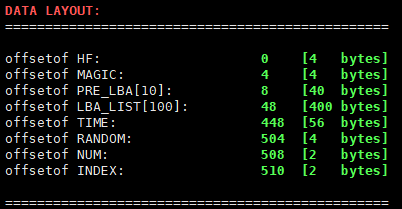 DATA LAYOUT:
================================================
offsetof HF: 0 [4 bytes]
offsetof MAGIC: 4 [4 bytes]
offsetof PRE_LBA[10]: 8 [40 bytes]
offsetof LBA_LIST[100]: 48 [400 bytes]
offsetof TIME: 448 [56 bytes]
offsetof RANDOM: 504 [4 bytes]
offsetof NUM: 508 [2 bytes]
offsetof INDEX: 510 [2 bytes]
================================================